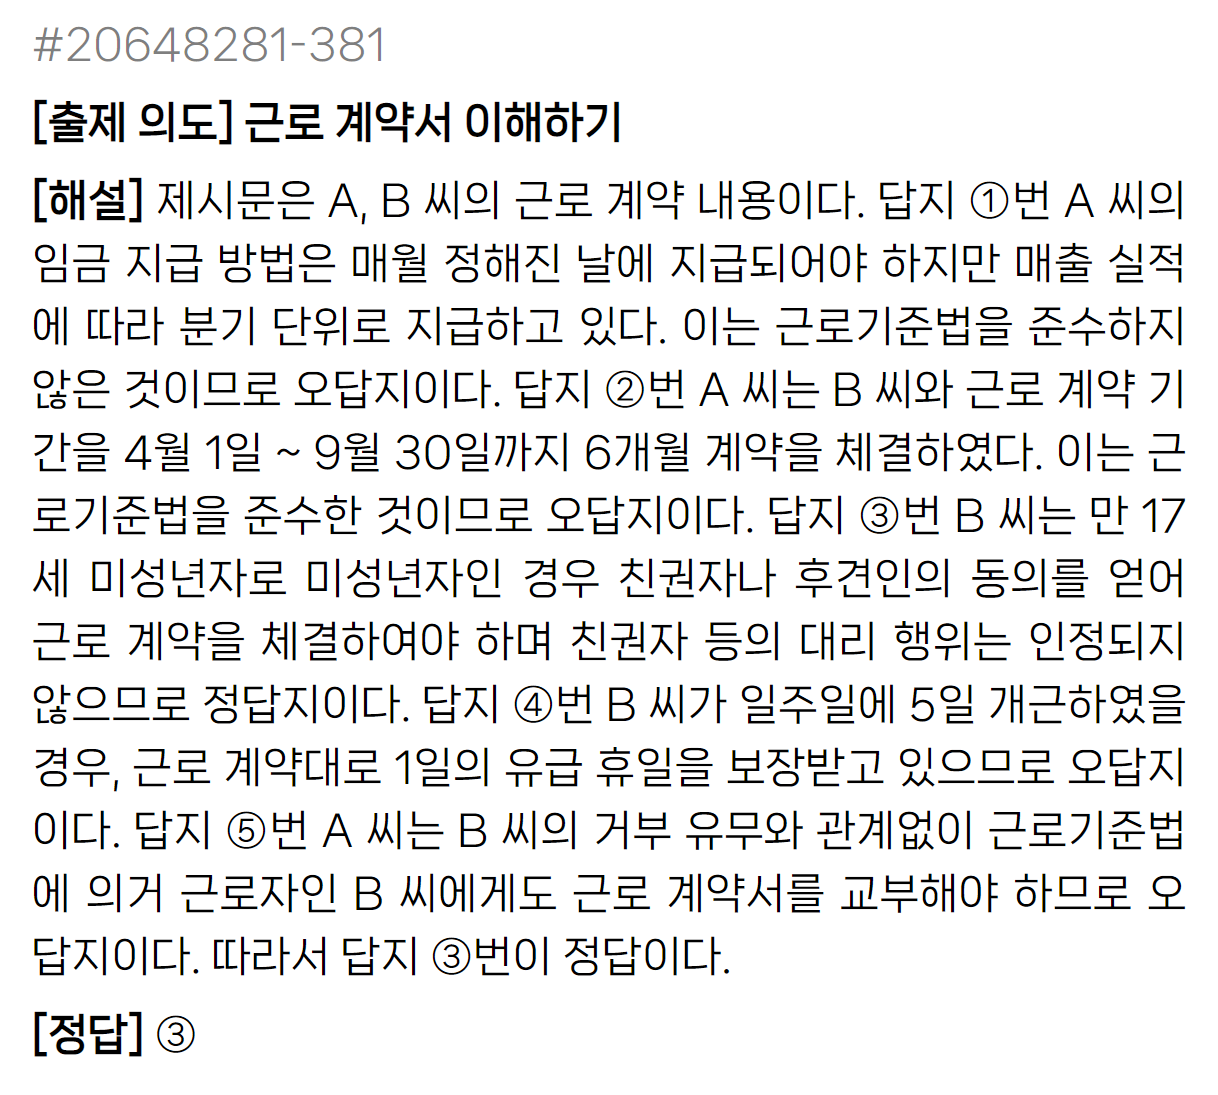 #20648281-381
[출제 의도] 근로 계약서 이해하기
[해설] 제시문은 A, B 씨의 근로 계약 내용이다. 답지 ①번 A 씨의
임금 지급 방법은 매월 정해진 날에 지급되어야 하지만 매출 실적
에 따라 분기 단위로 지급하고 있다. 이는 근로기준법을 준수하지
않은 것이므로 오답지이다. 답지 ②번 A 씨는 B 씨와 근로 계약 기
간을 4월 1일 ~ 9월 30일까지 6개월 계약을 체결하였다. 이는 근
로기준법을 준수한 것이므로 오답지이다. 답지 ③번 B 씨는 만 17
세 미성년자로 미성년자인 경우 친권자나 후견인의 동의를 얻어
근로 계약을 체결하여야 하며 친권자 등의 대리 행위는 인정되지
않으므로 정답지이다. 답지 ④번 B 씨가 일주일에 5일 개근하였을
경우, 근로 계약대로 1일의 유급 휴일을 보장받고 있으므로 오답지
이다. 답지 ⑤번 A 씨는 B 씨의 거부 유무와 관계없이 근로기준법
에 의거 근로자인 B 씨에게도 근로 계약서를 교부해야 하므로 오
답지이다. 따라서 답지 ③번이 정답이다.
[정답] ③